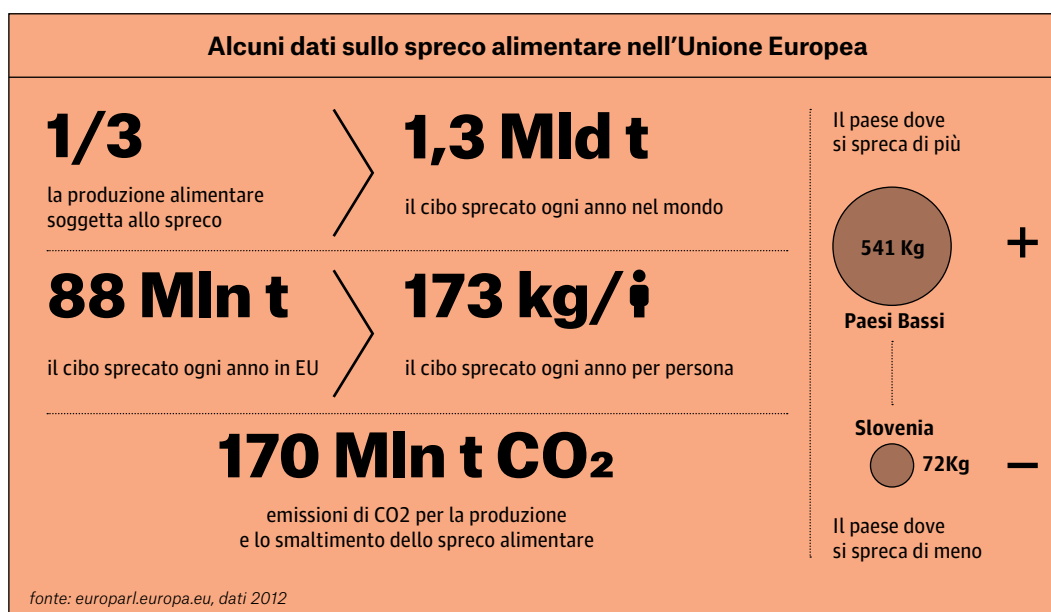 Alcuni dati sullo spreco alimentare nell'Unione Europea
1/3
la produzione alimentare
soggetta allo spreco
1,3 Mld t
il cibo sprecato ogni anno nel mondo
88 Mln t
il cibo sprecato ogni anno in EU
173 kg/
il cibo sprecato ogni anno per persona
170 Mln t CO₂
emissioni di CO2 per la produzione
e lo smaltimento dello spreco alimentare
Il paese dove
si spreca di più
541 Kg
+
Paesi Bassi
Slovenia
72Kg
−
Il paese dove
si spreca di meno
fonte: europarl.europa.eu, dati 2012